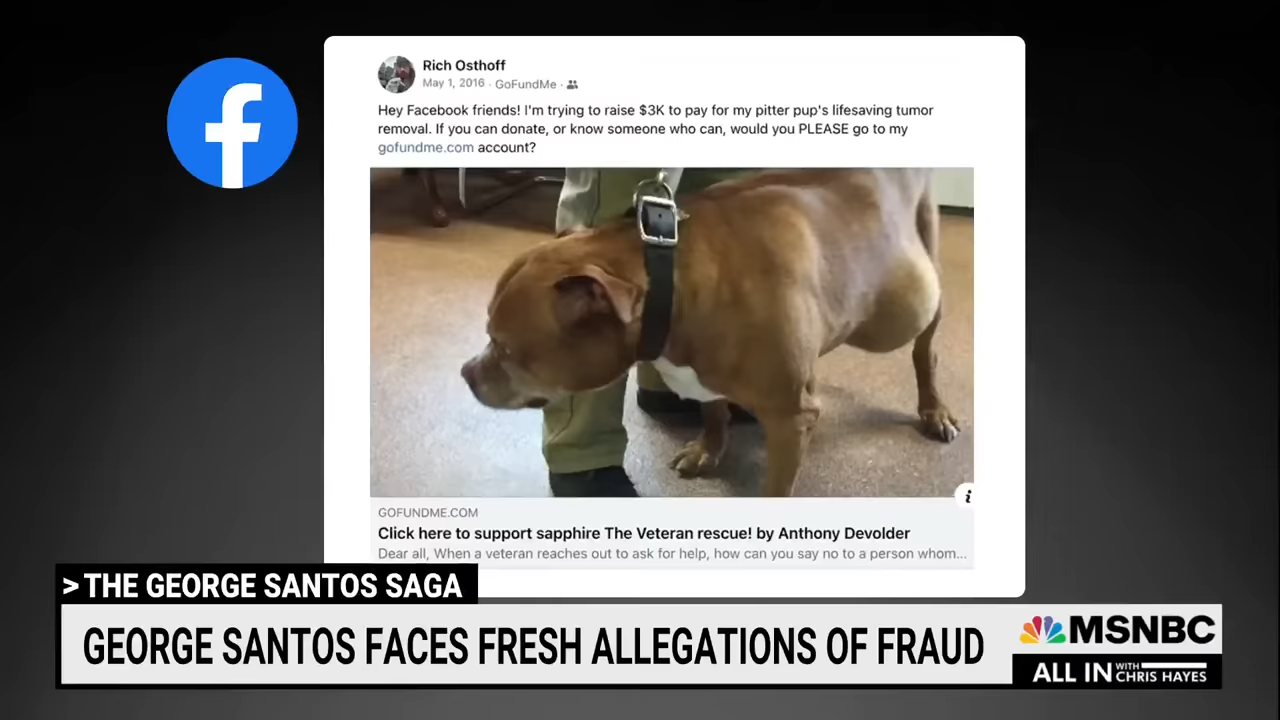 Rich Osthoff
May 1, 2016 · GoFundMe ·
Hey Facebook friends! I'm trying to raise $3K to pay for my pitter pup's lifesaving tumor
removal. If you can donate, or know someone who can, would you PLEASE go to my
gofundme.com account?
GOFUNDME.COM
Click here to support sapphire The Veteran rescue! by Anthony Devolder
Dear all, When a veteran reaches out to ask for help, how can you say no to a person whom...
> THE GEORGE SANTOS SAGA
GEORGE SANTOS FACES FRESH ALLEGATIONS OF FRAUD
MSNBC
ALL IN WITH CHRIS HAYES